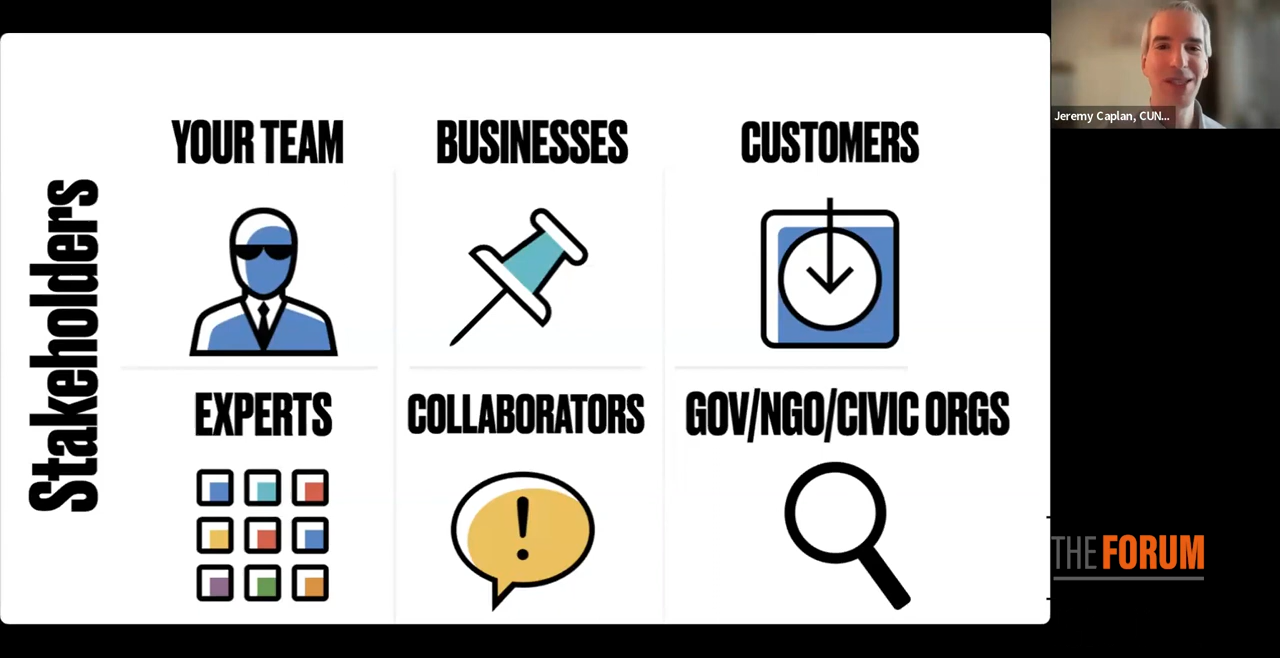 Stakeholders
YOUR TEAM
BUSINESSES
CUSTOMERS
EXPERTS
COLLABORATORS
GOV/NGO/CIVIC ORGS
Jeremy Caplan, CUN...
THE FORUM